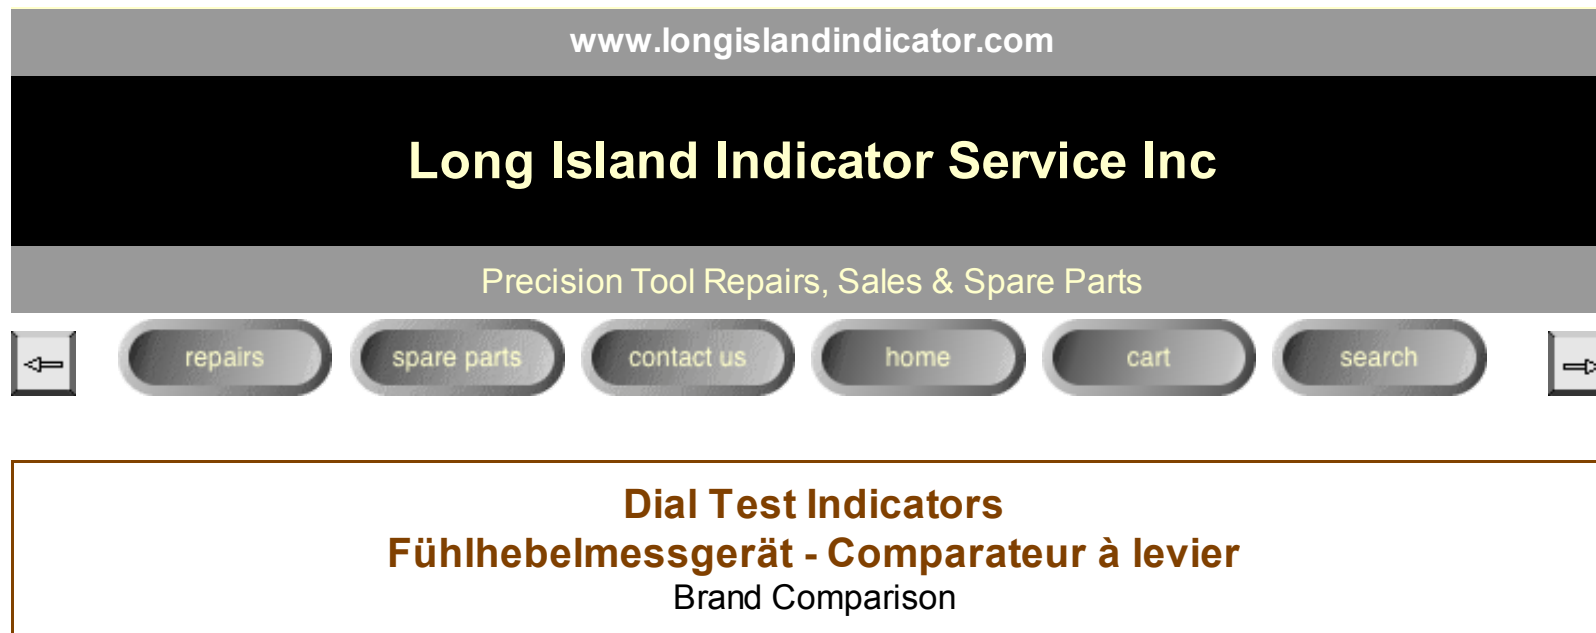 www.longislandindicator.com
Long Island Indicator Service Inc
Precision Tool Repairs, Sales & Spare Parts
repairs spare parts contact us home cart search
Dial Test Indicators
Fühlhebelmessgerät - Comparateur à levier
Brand Comparison